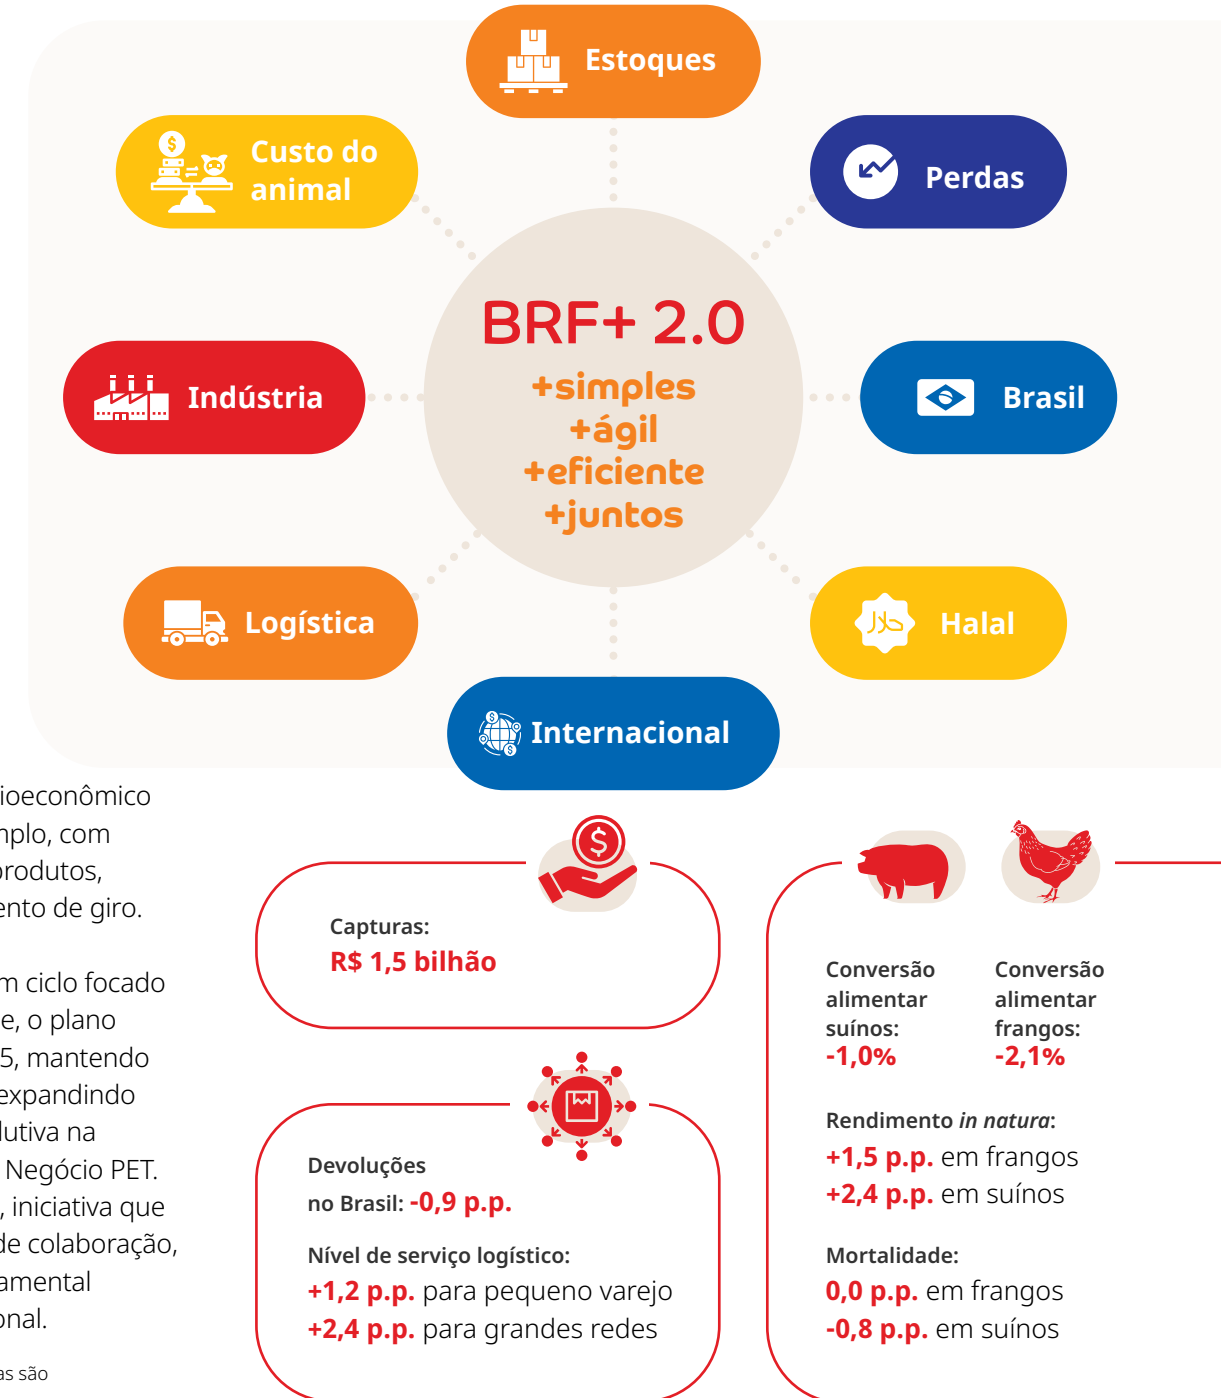 Estoques
Custo do
animal
Perdas
BRF+ 2.0
+simples
+ágil
+eficiente
+juntos
Indústria
Brasil
Logística
حلال
Halal
Internacional
ioeconômico
nplo, com
produtos,
ento de giro.
m ciclo focado
e, o plano
5, mantendo
expandindo
lutiva na
Negócio PET.
, iniciativa que
de colaboração,
amental
onal.
as são
Capturas:
R$ 1,5 bilhão
Devoluções
no Brasil: -0,9 p.p.
Nível de serviço logístico:
+1,2 p.p. para pequeno varejo
+2,4 p.p. para grandes redes
Conversão
alimentar
suínos:
-1,0%
Conversão
alimentar
frangos:
-2,1%
Rendimento in natura:
+1,5 p.p. em frangos
+2,4 p.p. em suínos
Mortalidade:
0,0 p.p. em frangos
-0,8 p.p. em suínos